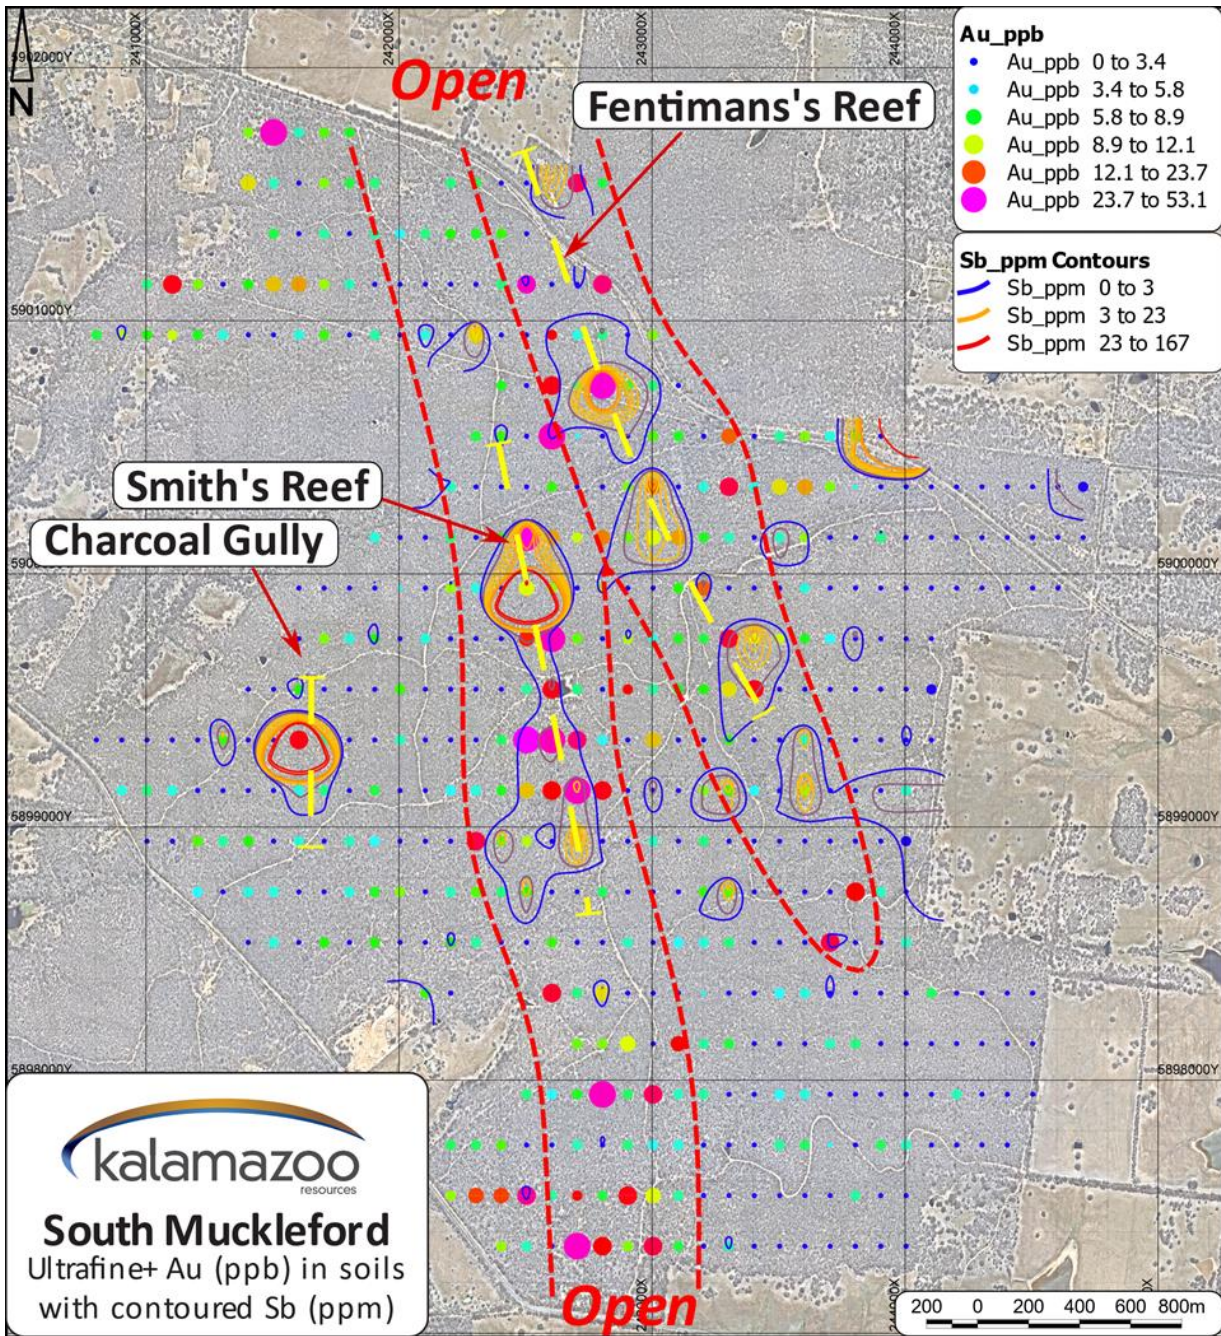 241000X
242000X
243000X
244000X
5902000Y
N
Open
Fentimans's Reef
Au_ppb
Au_ppb 0 to 3.4
Au_ppb 3.4 to 5.8
Au_ppb 5.8 to 8.9
Au_ppb 8.9 to 12.1
Au_ppb 12.1 to 23.7
Au_ppb 23.7 to 53.1
Sb_ppm Contours
Sb_ppm 0 to 3
Sb_ppm 3 to 23
Sb_ppm 23 to 167
5901000Y
5901000Y
Smith's Reef
Charcoal Gully
5900000Y
5899000Y
5899000Y
5898000Y
5898000Y
kalamazoo
resources
South Muckleford
Ultrafine+ Au (ppb) in soils
with contoured Sb (ppm)
Open
200 0 200 400 600 800m